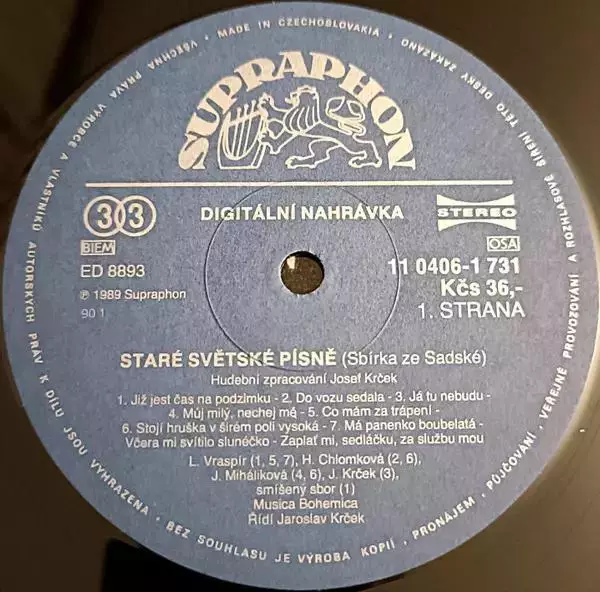 SUPRAPHON
33
DIGITÁLNÍ NAHRÁVKA
STEREO
BIEM
OSA
ED 8893
11 0406-1 731
Kčs 36,-
℗ 1989 Supraphon
90 1
1. STRANA
STARÉ SVĚTSKÉ PÍSNĚ (Sbírka ze Sadské)
Hudební zpracování Josef Krček
1. Již jest čas na podzimku - 2. Do vozu sedala - 3. Já tu nebudu -
4. Můj milý, nechej mě - 5. Co mám za trápení -
6. Stojí hruška v širém poli vysoká - 7. Má panenko boubelatá -
Včera mi svítilo slunéčko - Zaplať mi, sedláčku, za službu mou
L. Vraspír (1, 5, 7), H. Chlomková (2, 6),
J. Miháliková (4, 6), J. Krček (3),
smíšený sbor (1)
Musica Bohemica
Řídí Jaroslav Krček
VŠECHNA PRÁVA VÝROBCE A VLASTNÍKŮ AUTORSKÝCH PRÁV K DÍLU JSOU VYHRAZENA • BEZ SOUHLASU JE VÝROBA KOPIÍ, PRONÁJEM, PŮJČOVÁNÍ, VEŘEJNÉ PROVOZOVÁNÍ A ROZHLASOVÉ ŠÍŘENÍ TÉTO DESKY ZAKÁZÁNO • MADE IN CZECHOSLOVAKIA •